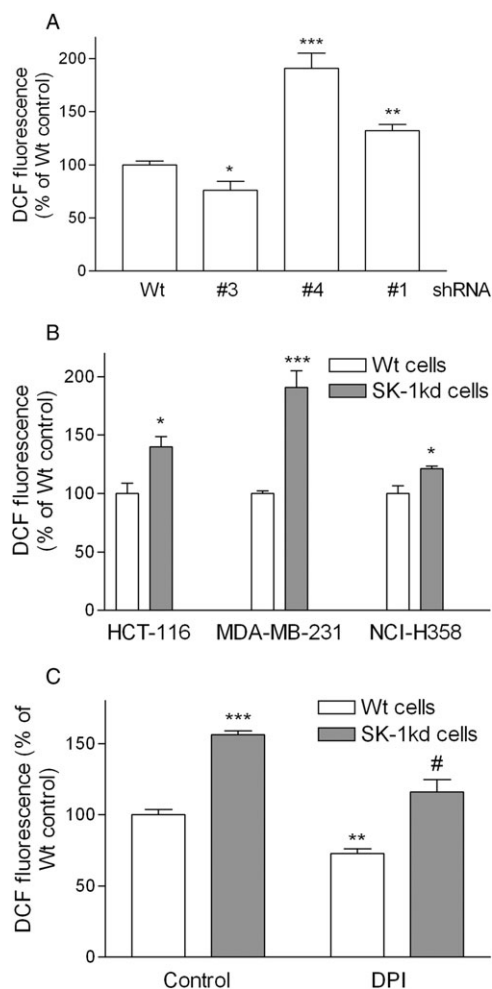 A
DCF fluorescence
(% of Wt control)
200
150
100
50
0
*
***
**
Wt #3 #4 #1 shRNA
B
DCF fluorescence
(% of Wt control)
200
150
100
50
0
Wt cells
SK-1kd cells
*
***
*
HCT-116 MDA-MB-231 NCI-H358
C
DCF fluorescence (% of
Wt control)
150
100
50
0
Wt cells
SK-1kd cells
***
**
#
Control DPI